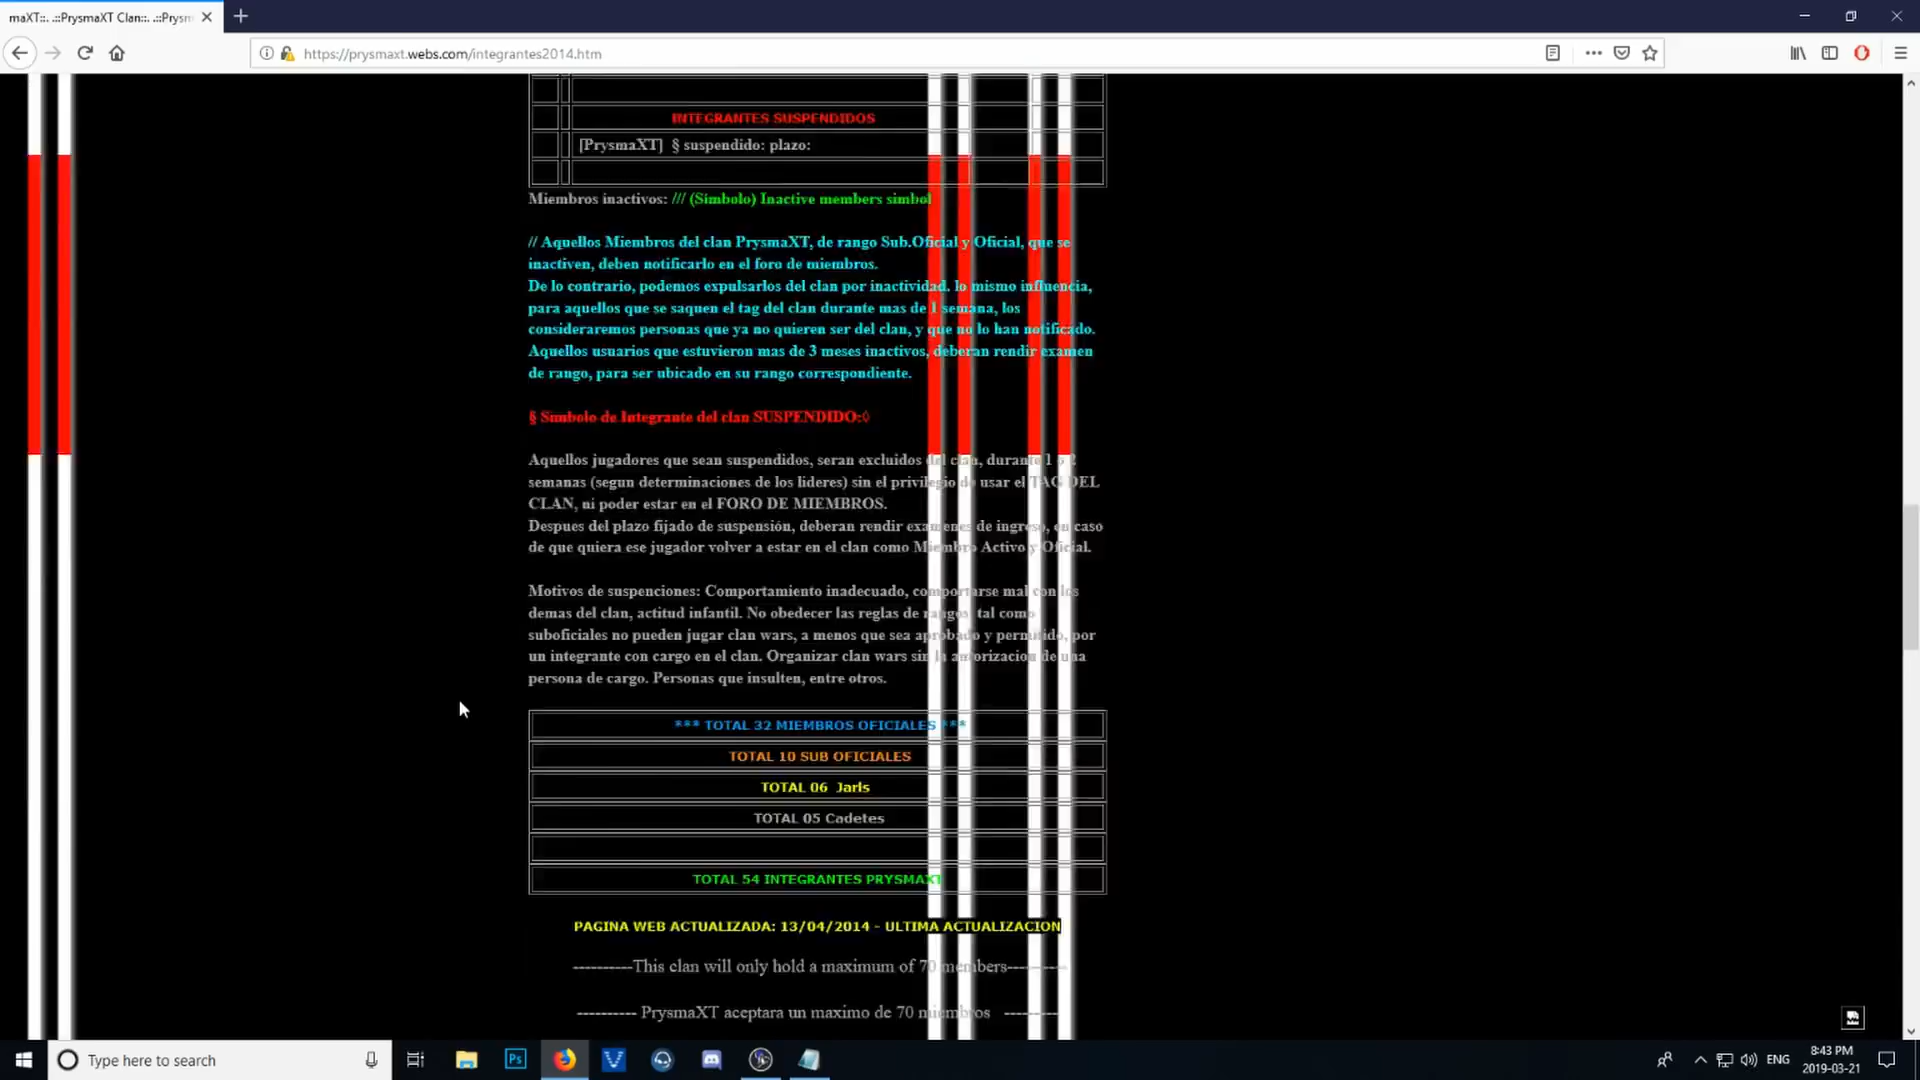 maXT::. .::PrysmaXT Clan::. .::Prysm
https://prysmaxt.webs.com/integrantes2014.htm
INTEGRANTES SUSPENDIDOS
[PrysmaXT] § suspendido: plazo:
Miembros inactivos: /// (Símbolo) Inactive members simbol
// Aquellos Miembros del clan PrysmaXT, de rango Sub.Oficial y Oficial, que se
inactiven, deben notificarlo en el foro de miembros.
De lo contrario, podemos expulsarlos del clan por inactividad. lo mismo influencia,
para aquellos que se saquen el tag del clan durante mas de 1 semana, los
consideraremos personas que ya no quieren ser del clan, y que no lo han notificado.
Aquellos usuarios que estuvieron mas de 3 meses inactivos, deberan rendir examen
de rango, para ser ubicado en su rango correspondiente.
§ Símbolo de Integrante del clan SUSPENDIDO:◊
Aquellos jugadores que sean suspendidos, seran excluidos del clan, durante 1 2
semanas (segun determinaciones de los lideres) sin el privilegio de usar el TAG DEL
CLAN, ni poder estar en el FORO DE MIEMBROS.
Despues del plazo fijado de suspensión, deberan rendir examenes de ingreso, en caso
de que quiera ese jugador volver a estar en el clan como Miembro Activo y Oficial.
Motivos de suspenciones: Comportamiento inadecuado, comportarse mal con los
demas del clan, actitud infantil. No obedecer las reglas de rangos, tal como
suboficiales no pueden jugar clan wars, a menos que sea aprobado y permitido, por
un integrante con cargo en el clan. Organizar clan wars sin la autorizacion de una
persona de cargo. Personas que insulten, entre otros.
*** TOTAL 32 MIEMBROS OFICIALES ***
TOTAL 10 SUB OFICIALES
TOTAL 06 Jarls
TOTAL 05 Cadetes
TOTAL 54 INTEGRANTES PRYSMAXT
PAGINA WEB ACTUALIZADA: 13/04/2014 - ULTIMA ACTUALIZACION
----------This clan will only hold a maximum of 70 members----------
---------- PrysmaXT aceptara un maximo de 70 miembros ----------
Type here to search
Ps
ENG
8:43 PM
2019-03-21